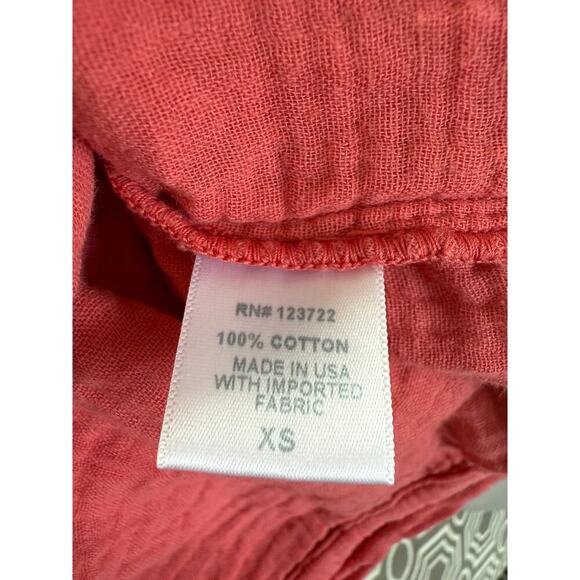 RN# 123722
100% COTTON
MADE IN USA
WITH IMPORTED
FABRIC
XS